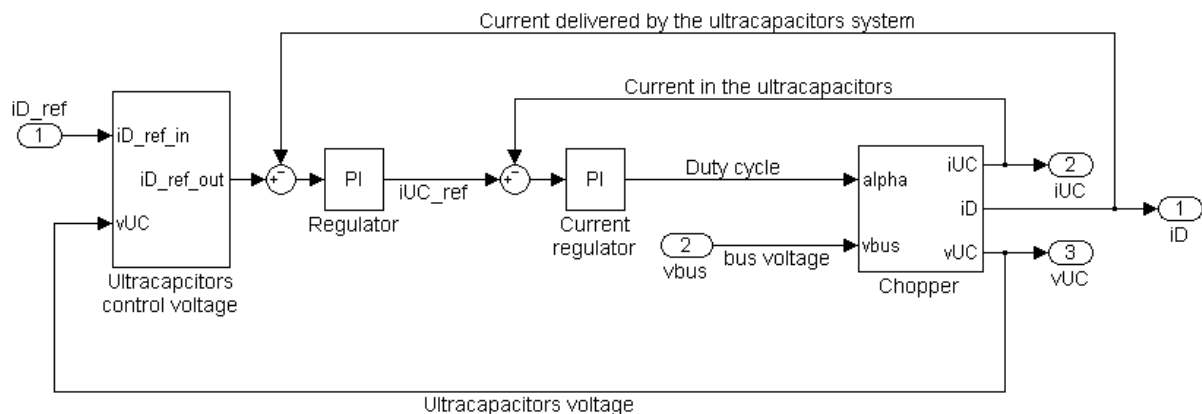 Current delivered by the ultracapacitors system
Current in the ultracapacitors
iD_ref
1
iD_ref_in
iD_ref_out
vUC
Ultracapcitors
control voltage
+
−
PI
Regulator
iUC_ref
+
−
PI
Current
regulator
Duty cycle
2
vbus
bus voltage
alpha
vbus
iUC
iD
vUC
Chopper
2
iUC
1
iD
3
vUC
Ultracapacitors voltage